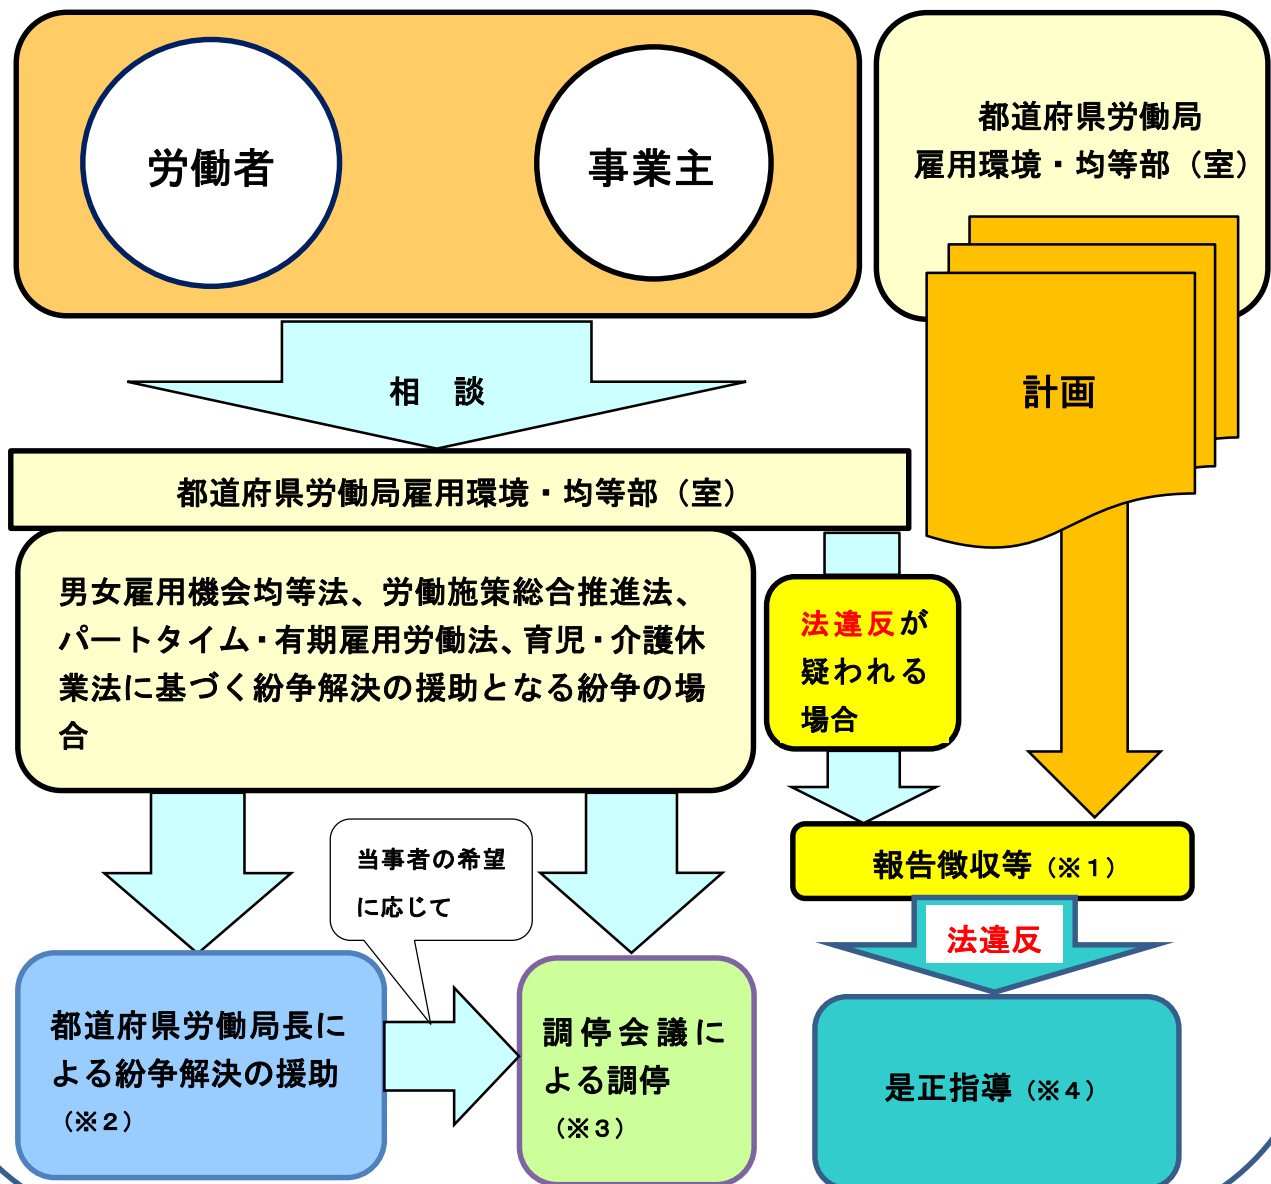 労働者
事業主
都道府県労働局
雇用環境・均等部（室）
計画
相　談
都道府県労働局雇用環境・均等部（室）
男女雇用機会均等法、労働施策総合推進法、
パートタイム・有期雇用労働法、育児・介護休
業法に基づく紛争解決の援助となる紛争の場
合
法違反が
疑われる
場合
当事者の希望
に応じて
報告徴収等（※１）
法違反
都道府県労働局長に
よる紛争解決の援助
（※２）
調停会議に
よる調停
（※３）
是正指導（※４）